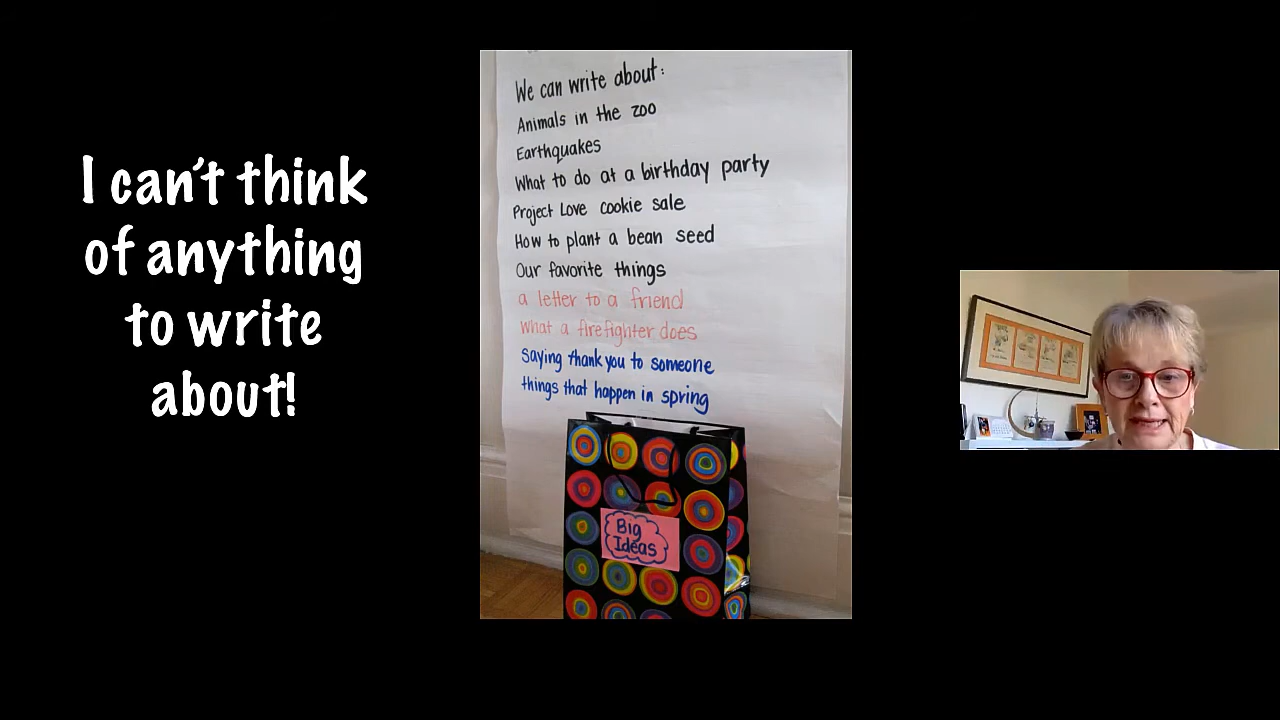 I can't think
of anything
to write
about!
We can write about:
Animals in the zoo
Earthquakes
What to do at a birthday party
Project Love cookie sale
How to plant a bean seed
Our favorite things
a letter to a friend
what a firefighter does
Saying thank you to someone
things that happen in spring
Big
Ideas